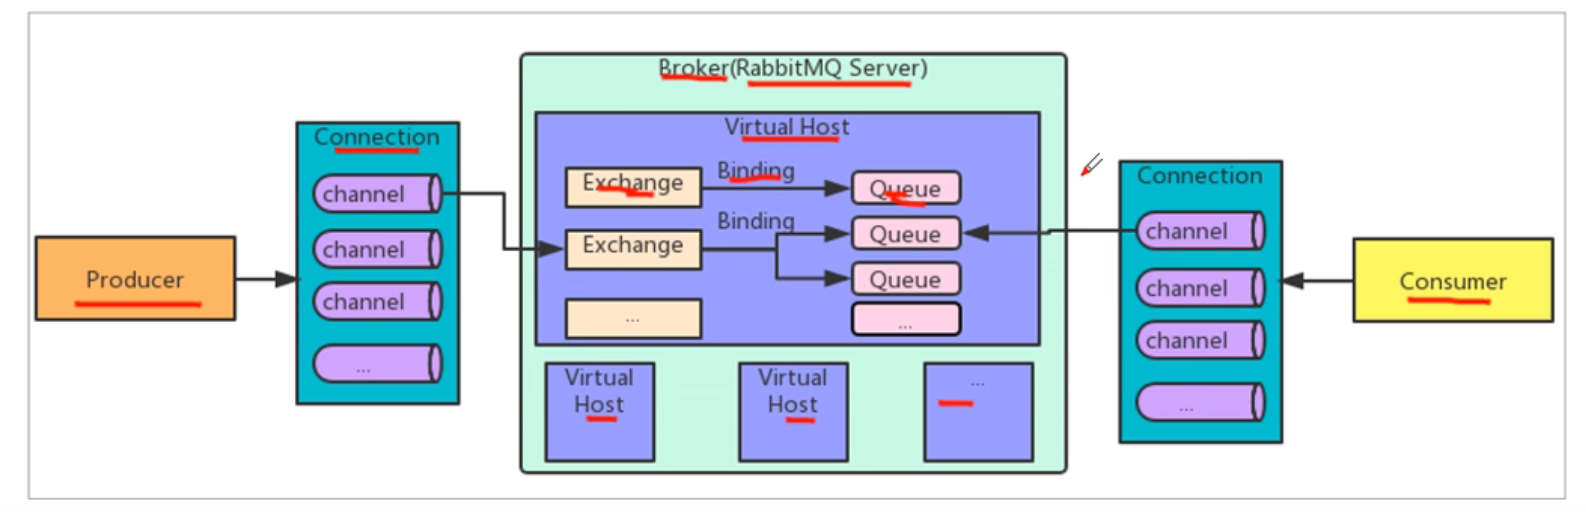 Broker(RabbitMQ Server)
Connection
channel
channel
channel
...
Producer
Virtual Host
Exchange
Binding
Queue
Binding
Exchange
Queue
Queue
...
...
Virtual
Host
Virtual
Host
...
Connection
channel
channel
channel
...
Consumer